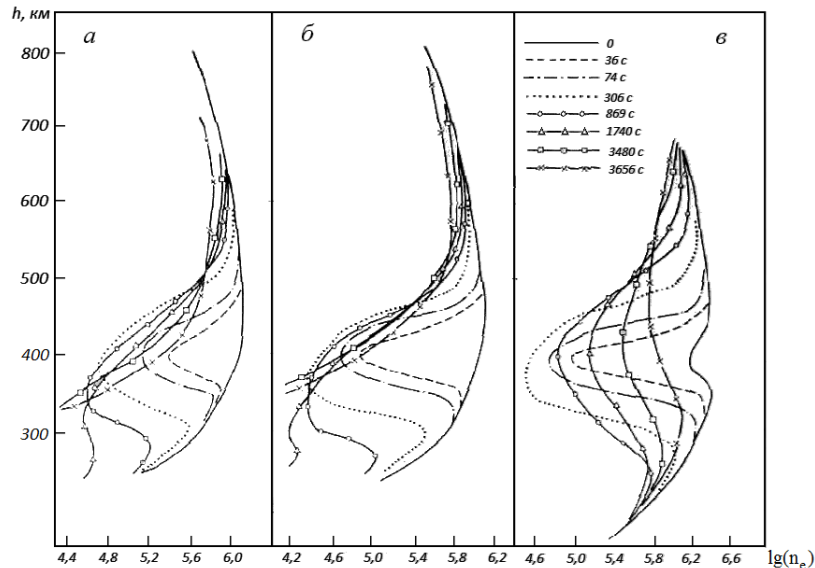 h, км
а
б
в
800
700
600
500
400
300
0
36 с
74 с
306 с
869 с
1740 с
3480 с
3656 с
4,4 4,8 5,2 5,6 6,0 4,2 4,6 5,0 5,4 5,8 4,6 5,0 5,4 5,8 6,2 6,6 lg(nₑ)